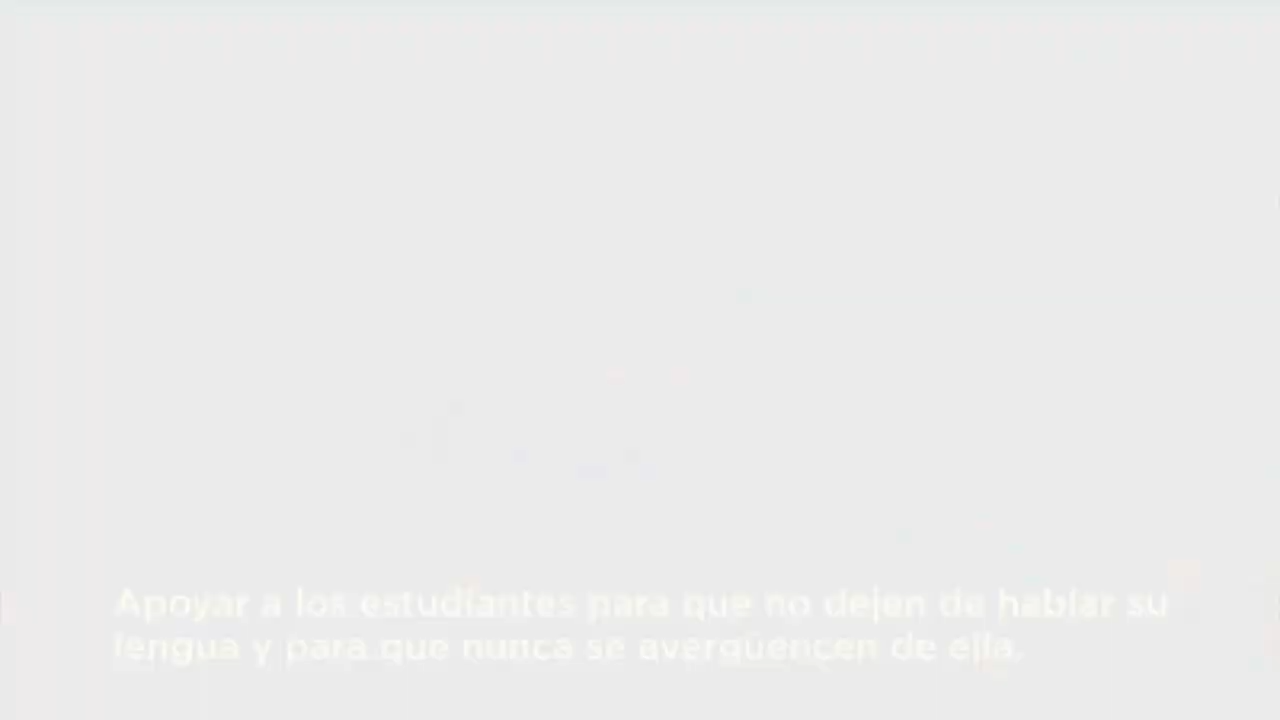 Apoyar a los estudiantes para que no dejen de hablar su
lengua y para que nunca se avergüencen de ella.